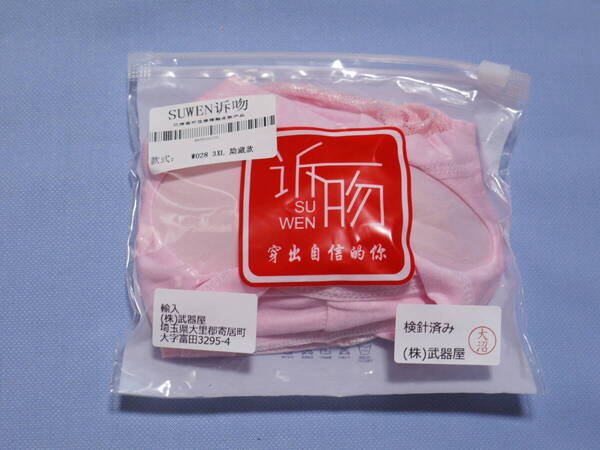 SUWEN诉吻
款式: W028 3XL 隐藏款
诉吻
SU
WEN
穿出自信的你
輸入
(株)武器屋
埼玉県大里郡寄居町
大字富田3295-4
検針済み
(株)武器屋
大沼